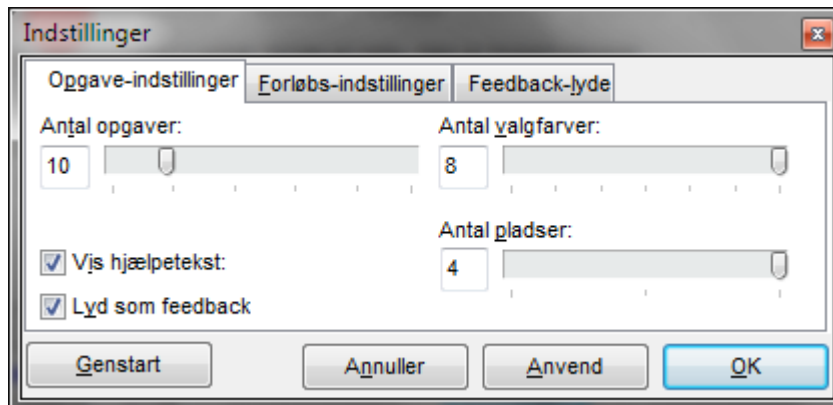 Indstillinger
Opgave-indstillinger Forløbs-indstillinger Feedback-lyde
Antal opgaver: Antal valgfarver:
10 8
Antal pladser:
Vis hjælpetekst: 4
Lyd som feedback
Genstart Annuller Anvend OK